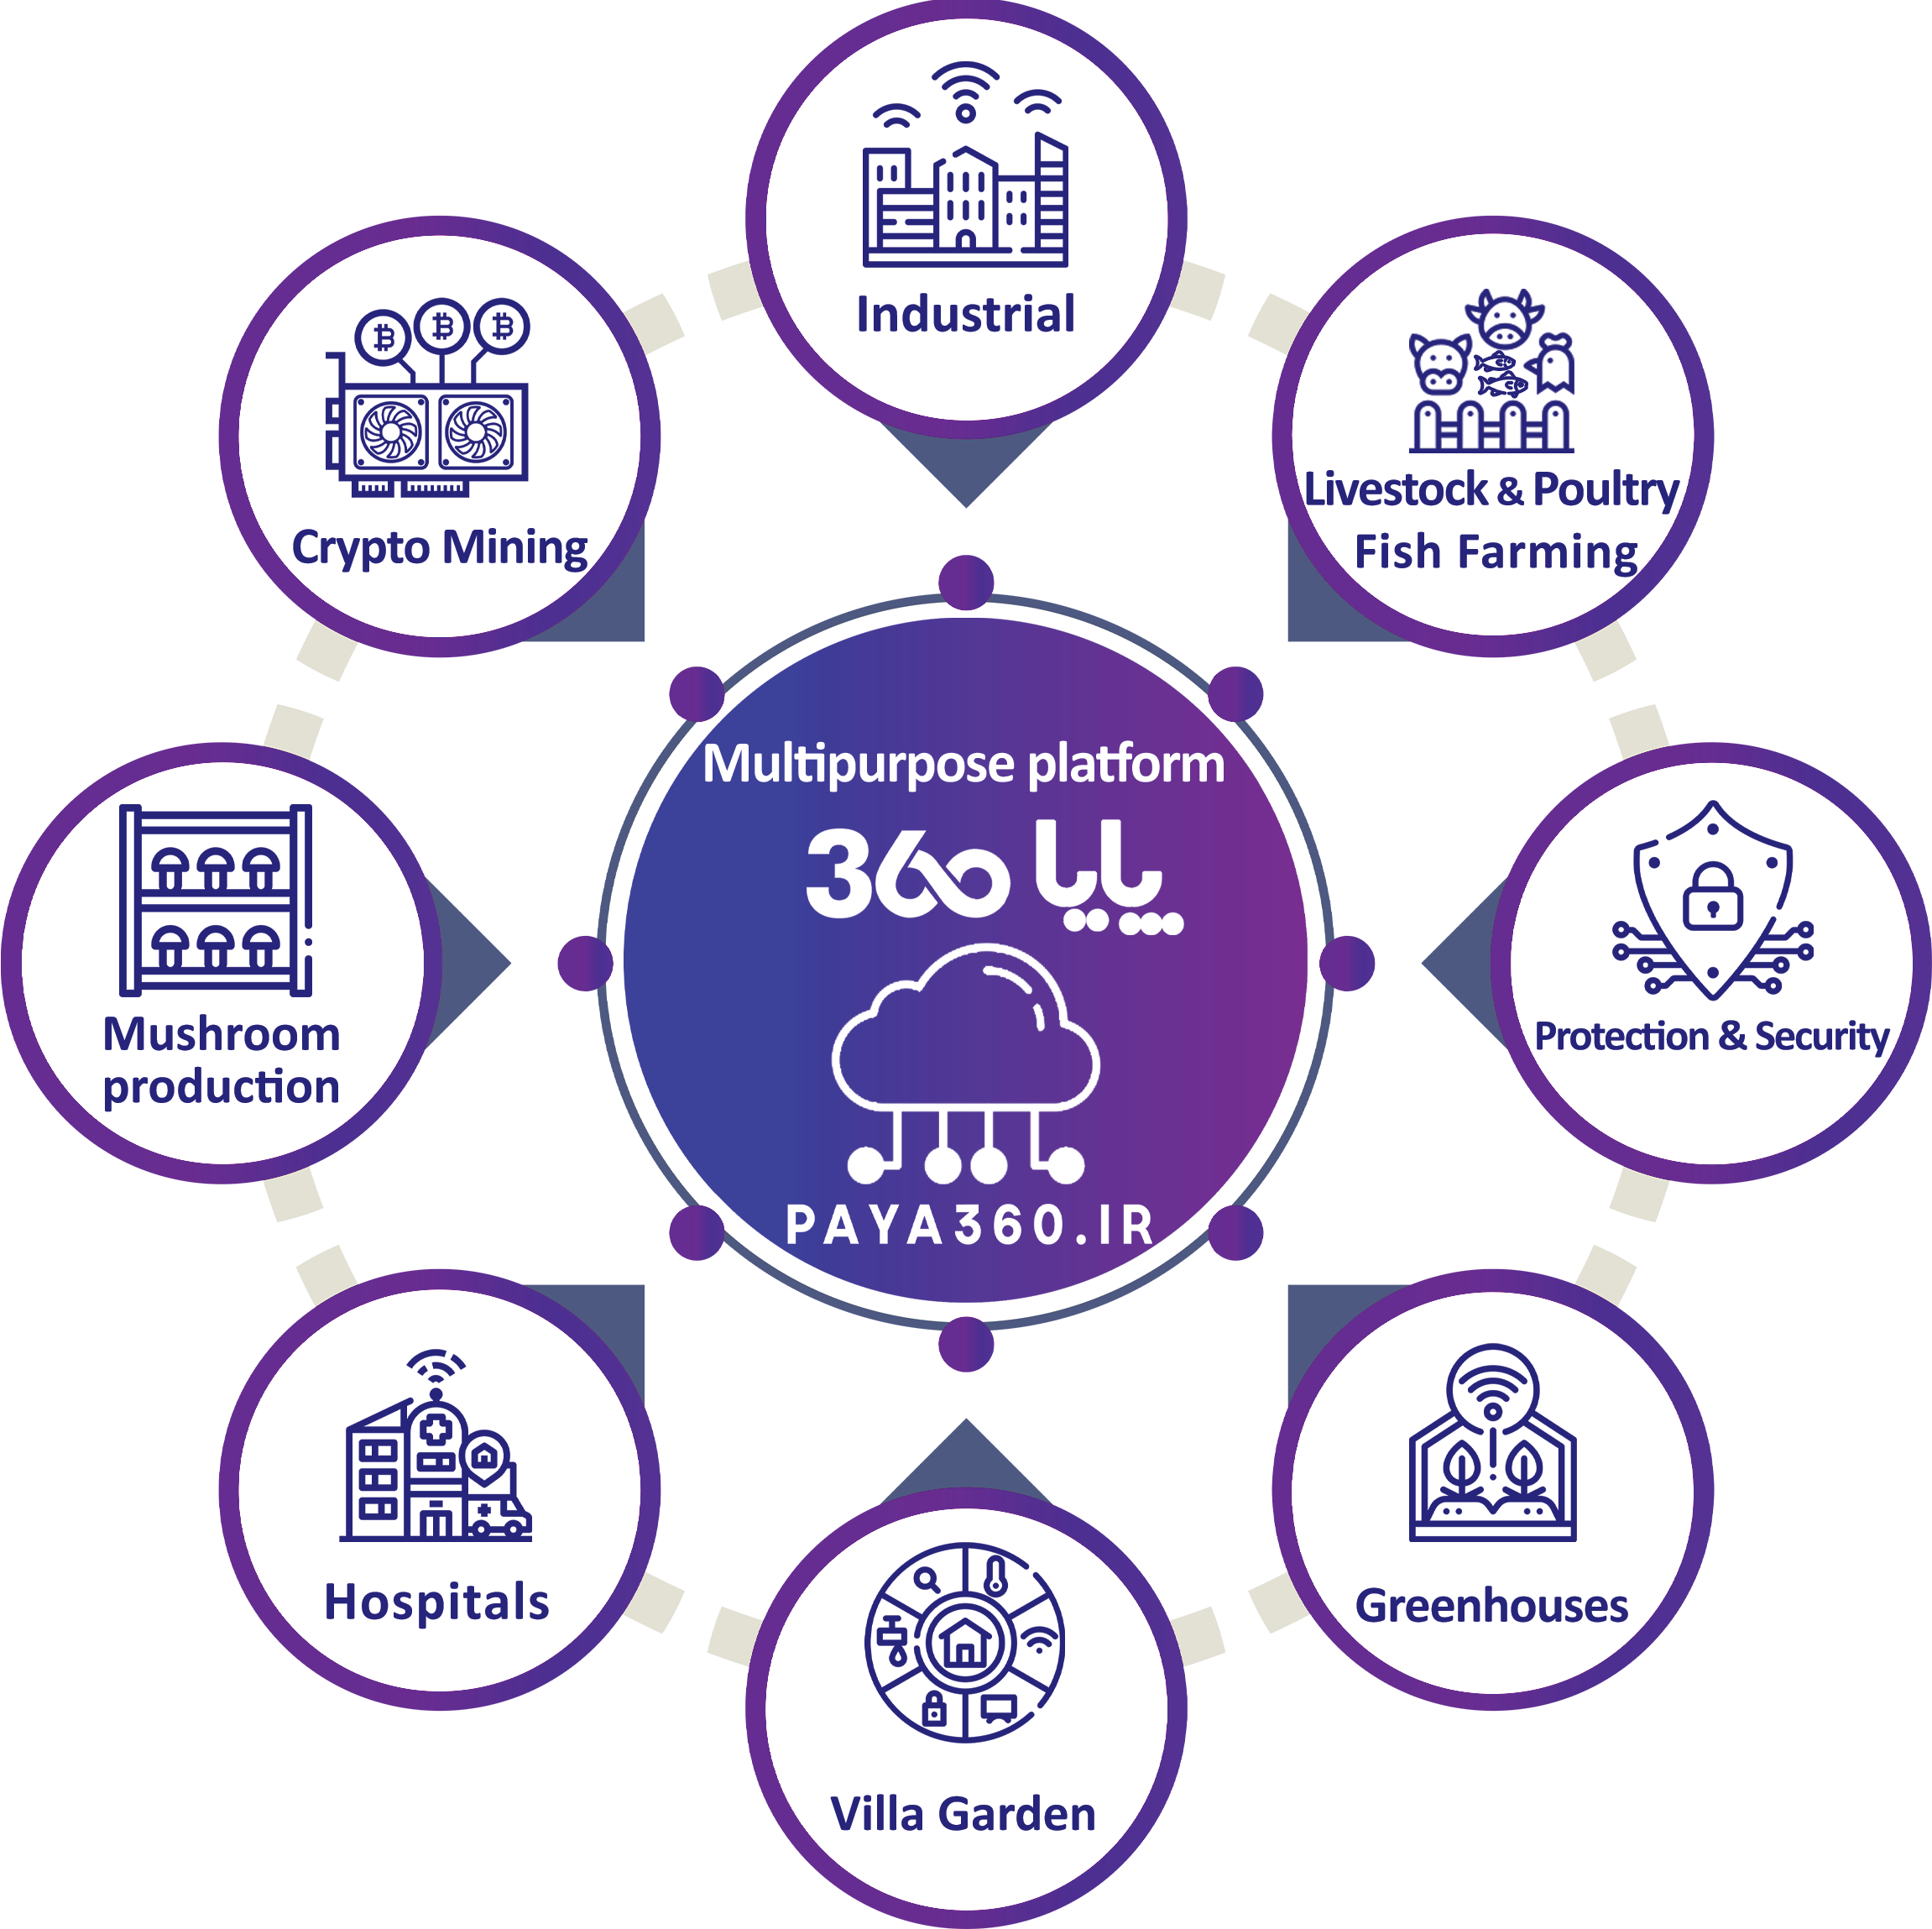 Industrial
Crypto Mining
Livestock & Poultry
Fish Farming
Multipurpose platform
پایا 360
PAYA360.IR
Mushroom
production
Protection & Security
Hospitals
Greenhouses
Villa Garden